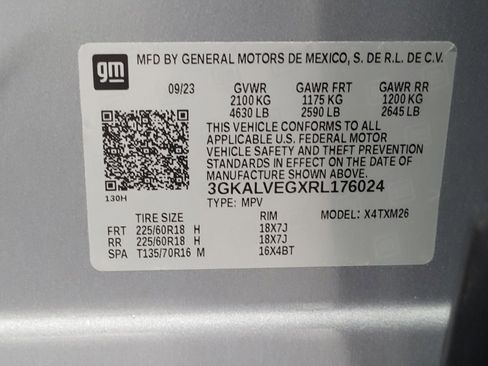 gm
MFD BY GENERAL MOTORS DE MEXICO, S. DE R.L. DE C.V.
09/23 GVWR GAWR FRT GAWR RR
2100 KG 1175 KG 1200 KG
4630 LB 2590 LB 2645 LB
THIS VEHICLE CONFORMS TO ALL
APPLICABLE U.S. FEDERAL MOTOR
VEHICLE SAFETY AND THEFT PREVENTION
STANDARDS IN EFFECT ON THE DATE OF
MANUFACTURE SHOWN ABOVE.
3GKALVEGXRL176024
130H
TYPE: MPV
TIRE SIZE RIM MODEL: X4TXM26
FRT 225/60R18 H 18X7J
RR 225/60R18 H 18X7J
SPA T135/70R16 M 16X4BT